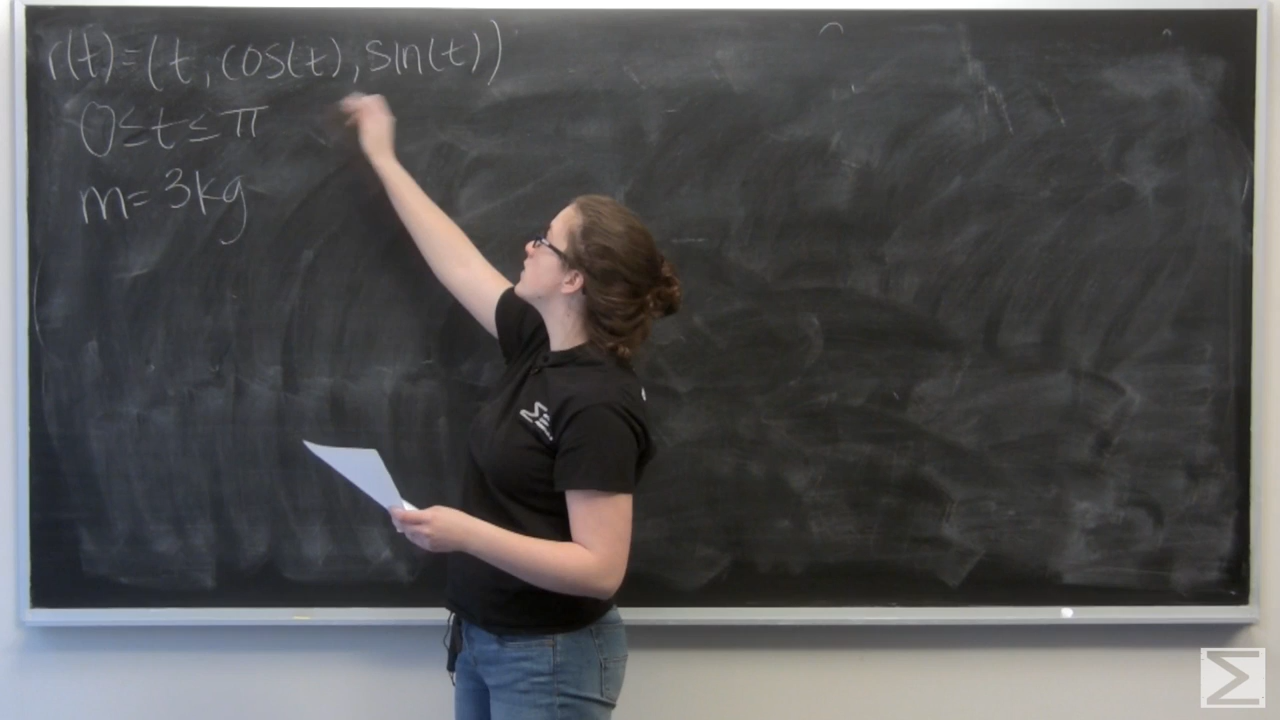 r(t)=(t, cos(t), sin(t))
0≤t≤π
m=3kg
Σ